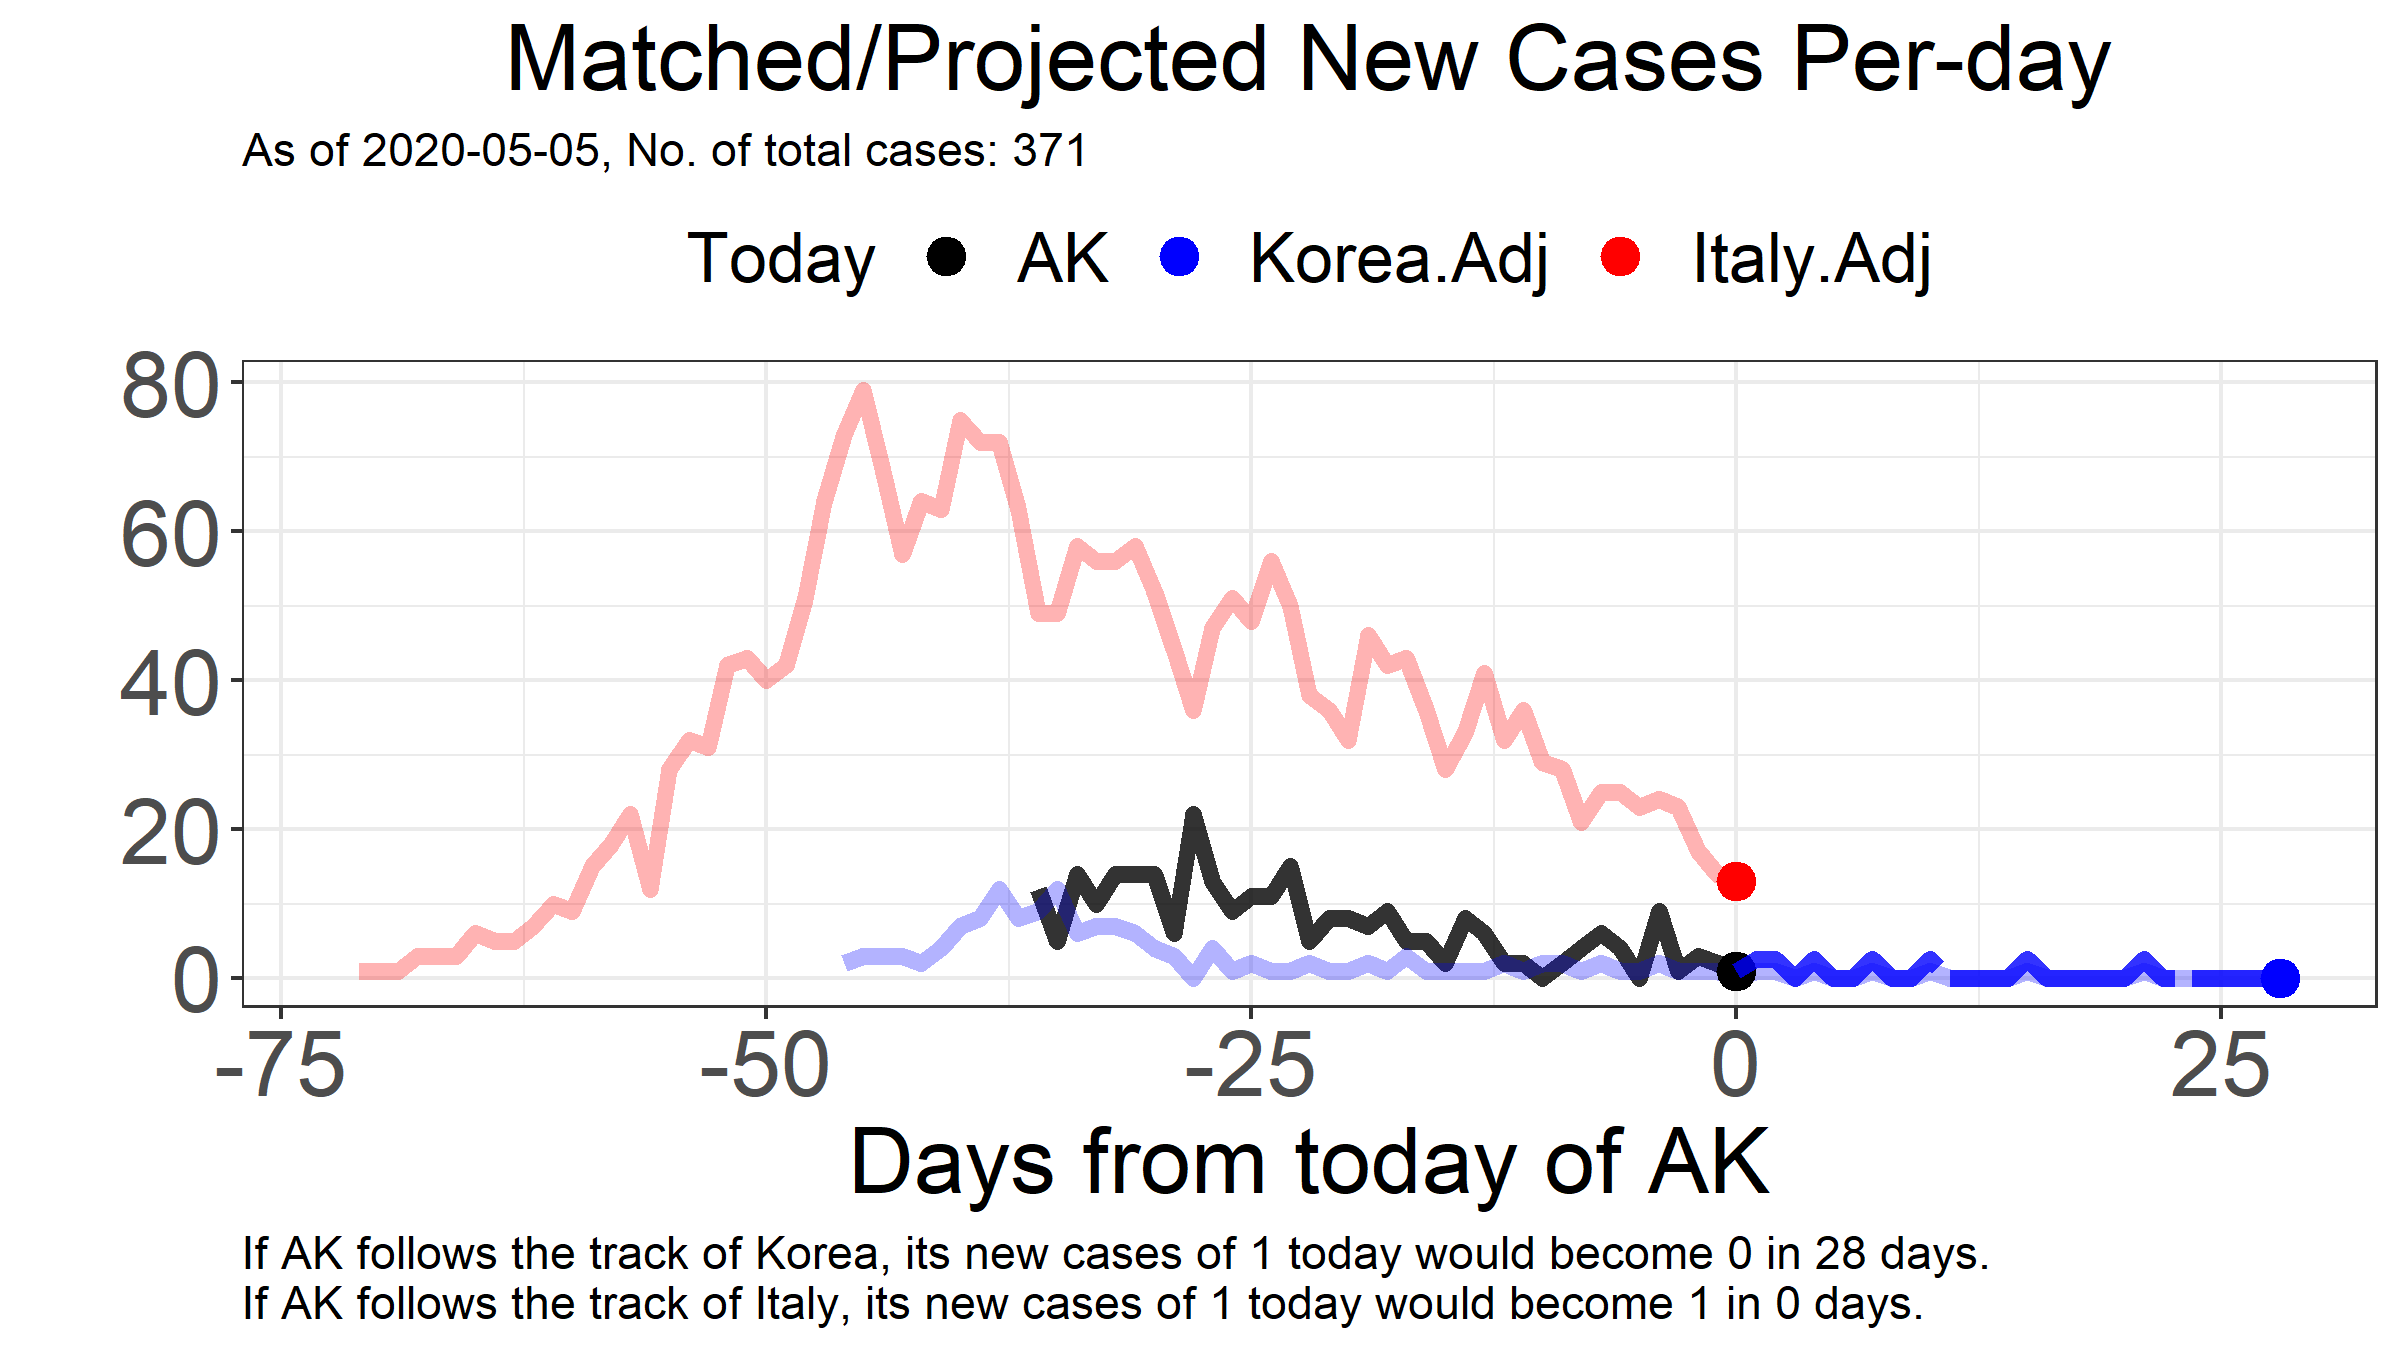 Matched/Projected New Cases Per-day
As of 2020-05-05, No. of total cases: 371
Today AK Korea.Adj Italy.Adj
80
60
40
20
0
-75 -50 -25 0 25
Days from today of AK
If AK follows the track of Korea, its new cases of 1 today would become 0 in 28 days.
If AK follows the track of Italy, its new cases of 1 today would become 1 in 0 days.